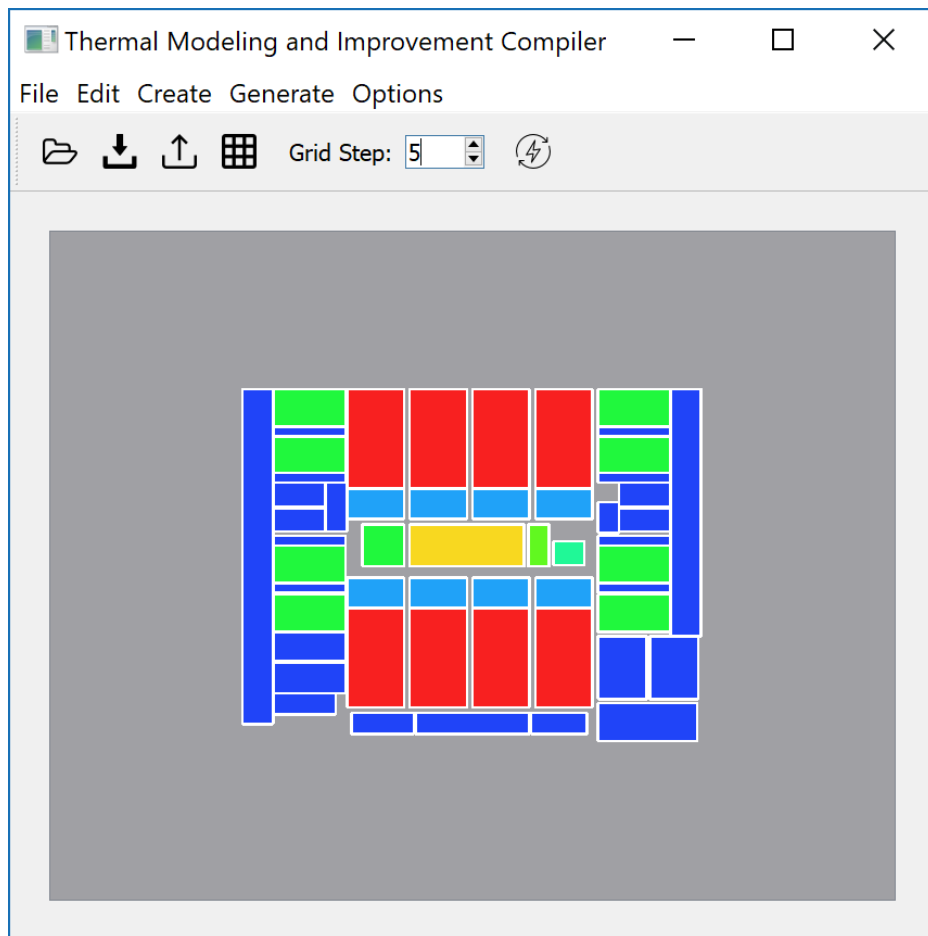 Thermal Modeling and Improvement Compiler
File Edit Create Generate Options
Grid Step: 5